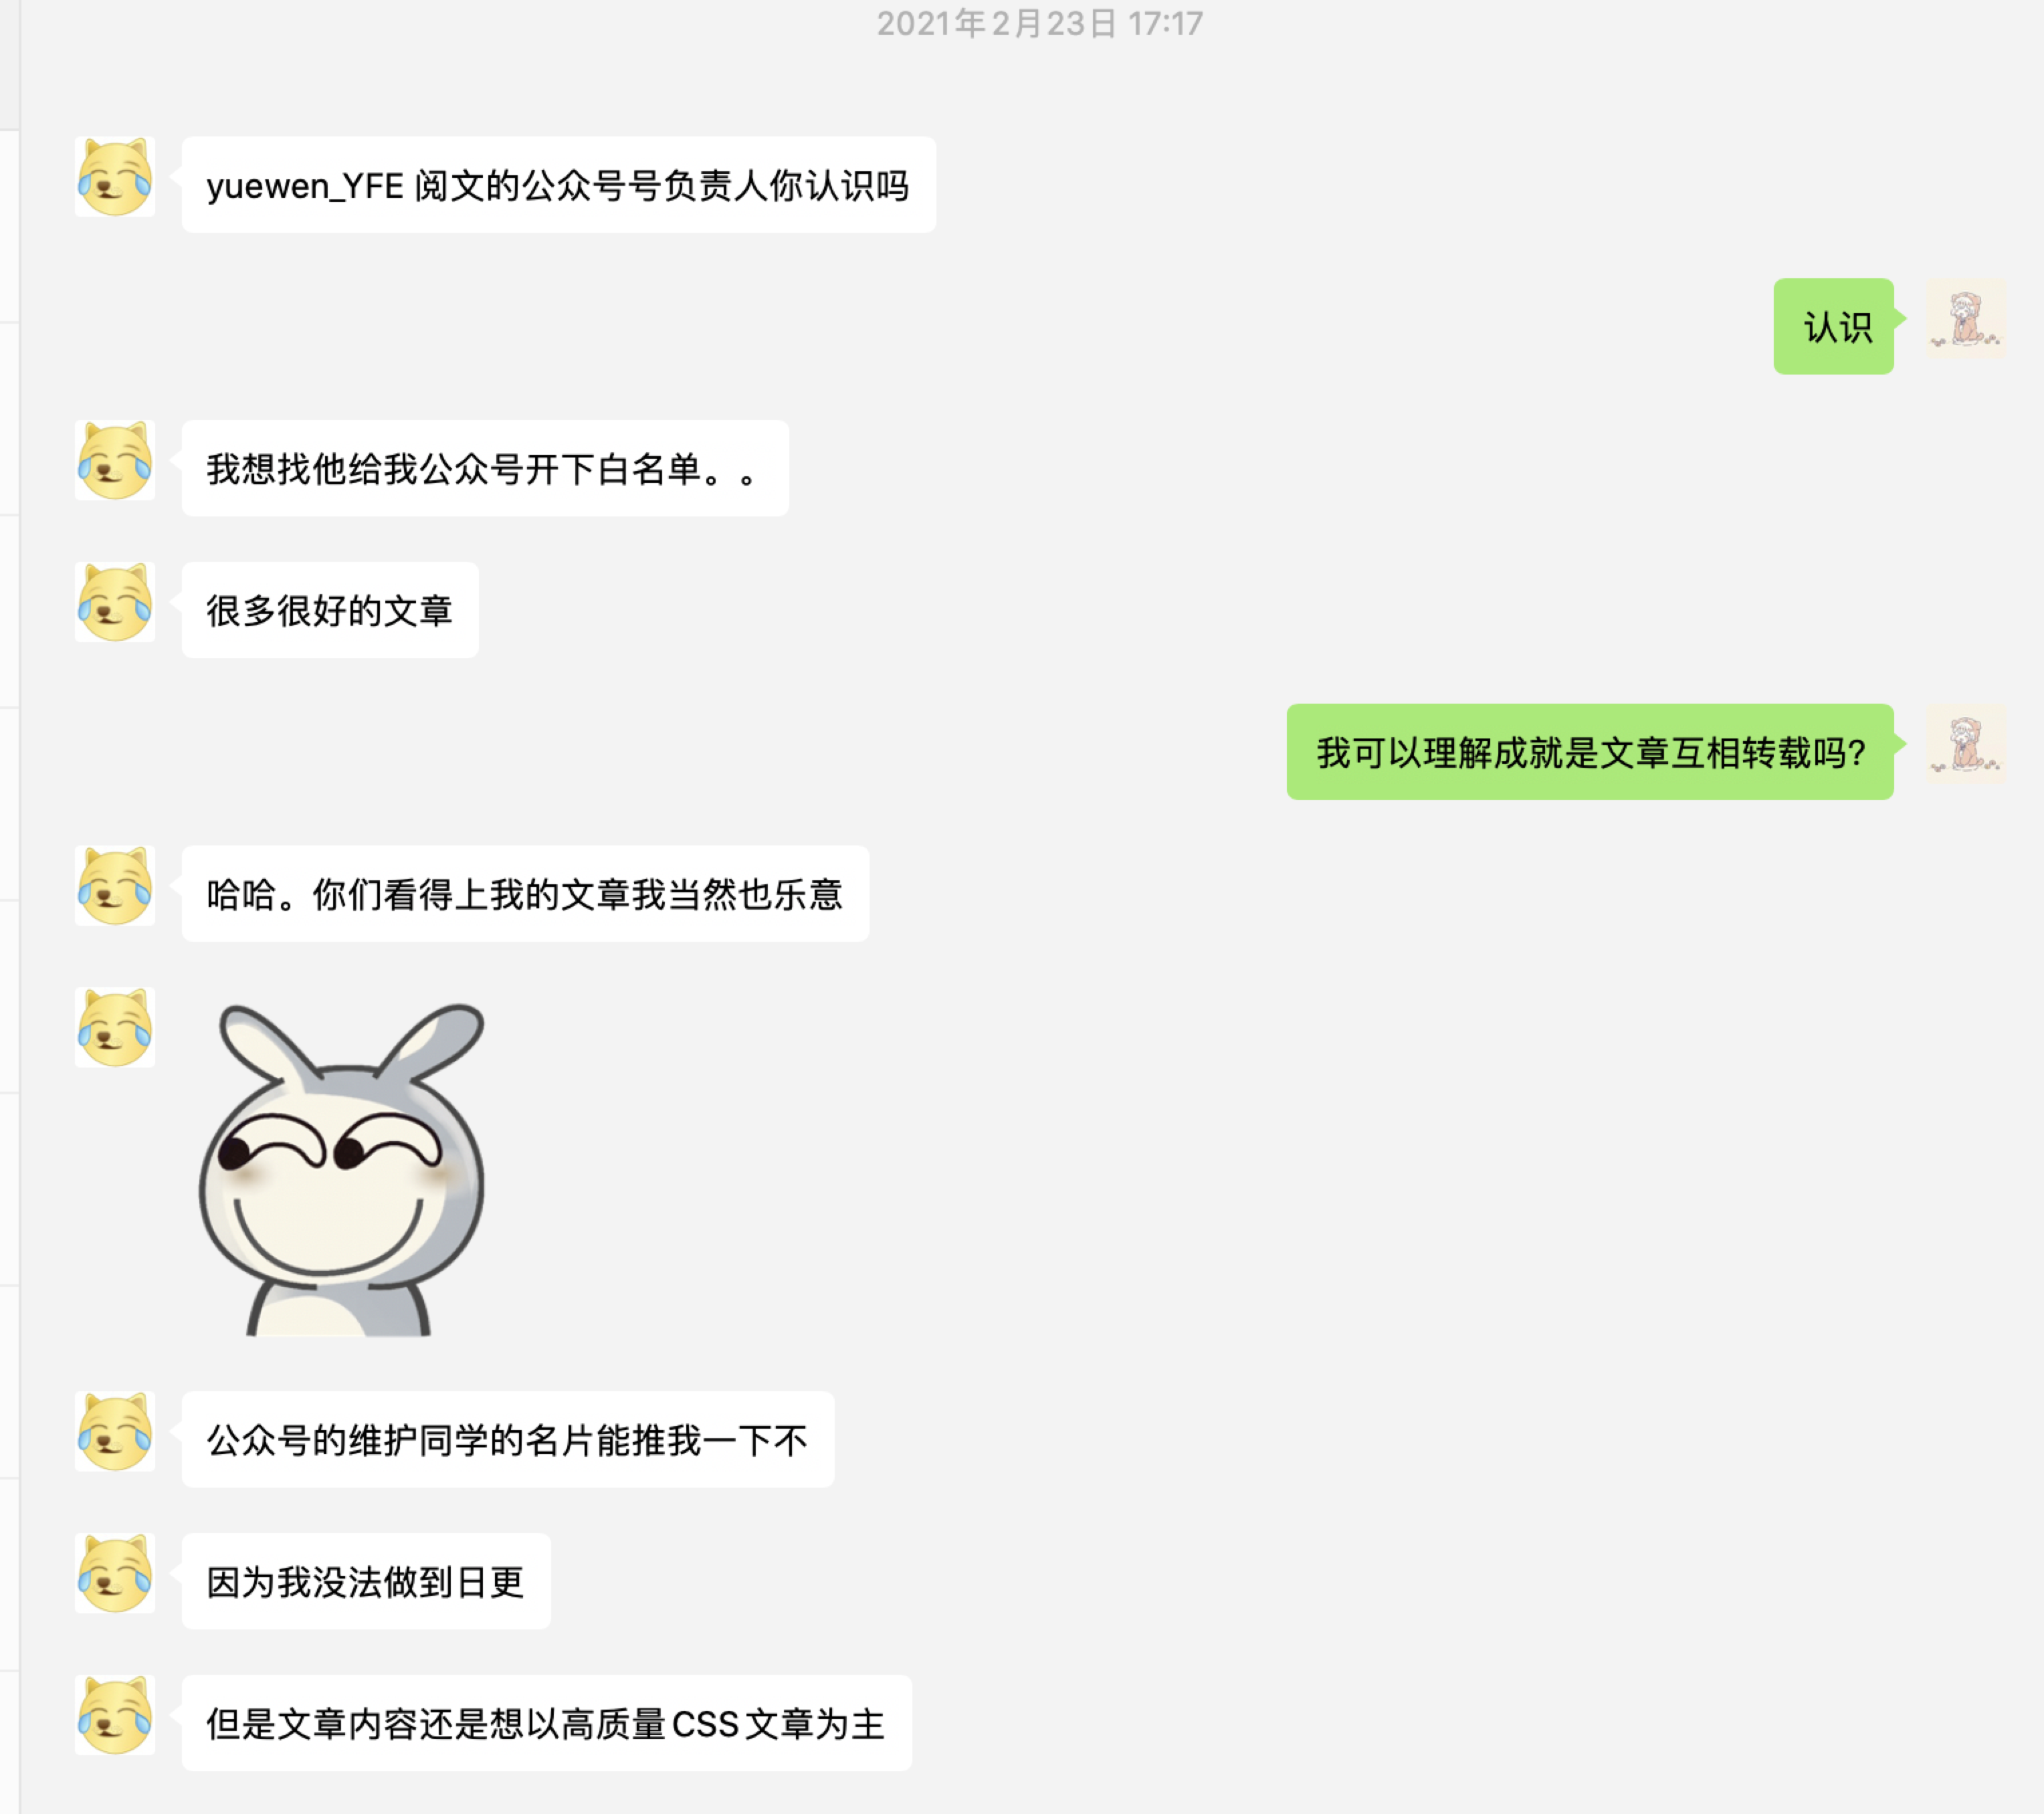 2021年2月23日 17:17
yuewen_YFE 阅文的公众号号负责人你认识吗
认识
我想找他给我公众号开下白名单。。
很多很好的文章
我可以理解成就是文章互相转载吗？
哈哈。你们看得上我的文章我当然也乐意
公众号的维护同学的名片能推我一下不
因为我没法做到日更
但是文章内容还是想以高质量CSS文章为主